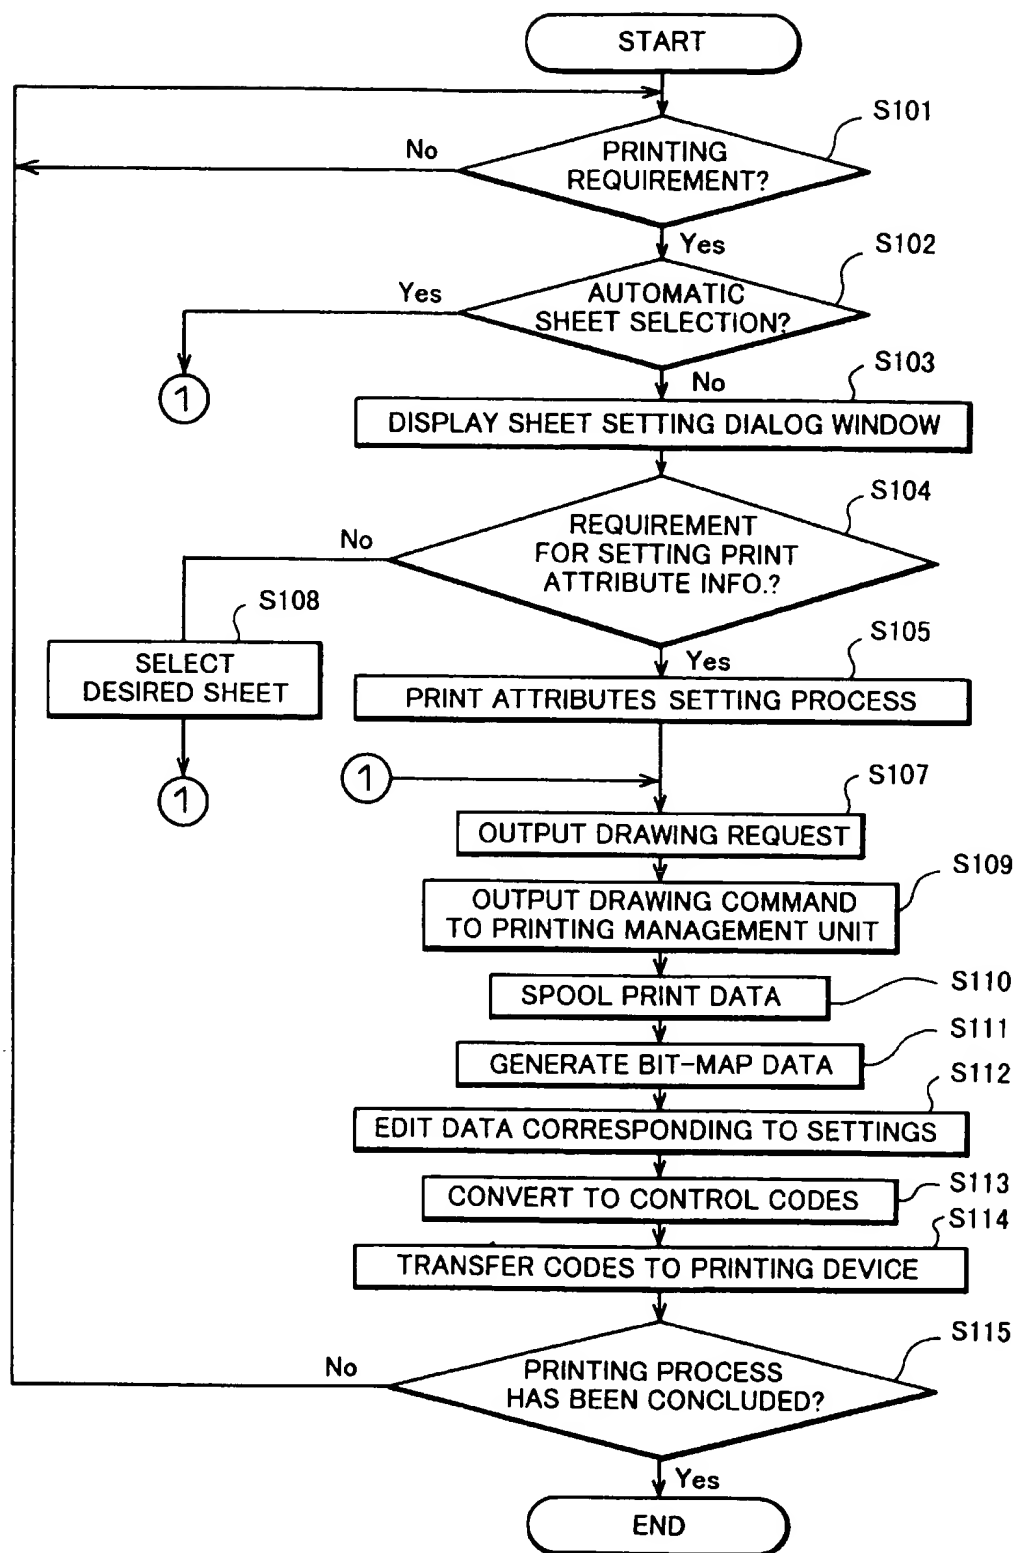 START
S101
No
PRINTING
REQUIREMENT?
Yes
S102
Yes
AUTOMATIC
SHEET SELECTION?
No
S103
1
DISPLAY SHEET SETTING DIALOG WINDOW
S104
No
REQUIREMENT
FOR SETTING PRINT
ATTRIBUTE INFO.?
S108
Yes
S105
SELECT
DESIRED SHEET
PRINT ATTRIBUTES SETTING PROCESS
1
1
S107
OUTPUT DRAWING REQUEST
S109
OUTPUT DRAWING COMMAND
TO PRINTING MANAGEMENT UNIT
S110
SPOOL PRINT DATA
S111
GENERATE BIT-MAP DATA
S112
EDIT DATA CORRESPONDING TO SETTINGS
S113
CONVERT TO CONTROL CODES
S114
TRANSFER CODES TO PRINTING DEVICE
S115
No
PRINTING PROCESS
HAS BEEN CONCLUDED?
Yes
END